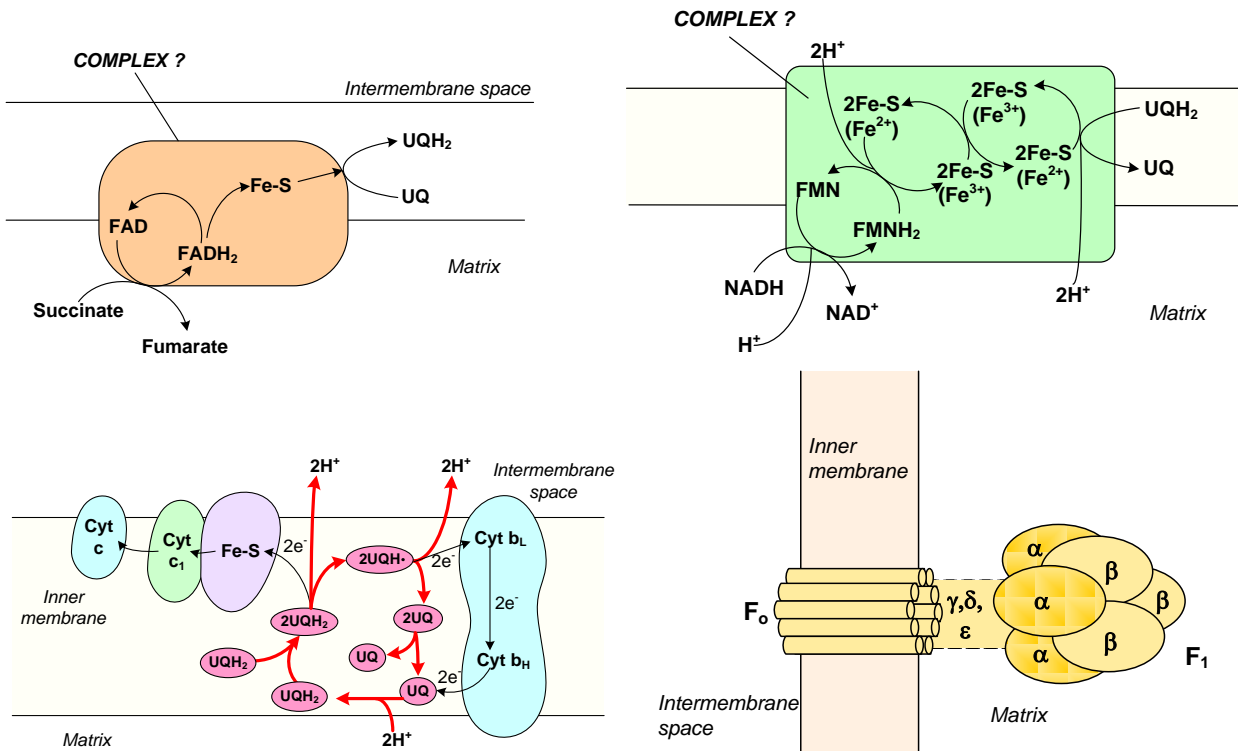 COMPLEX ?
Intermembrane space
UQH2
Fe-S
UQ
FAD
FADH2
Matrix
Succinate
Fumarate
COMPLEX ?
2H+
2Fe-S
(Fe3+)
2Fe-S
(Fe2+)
UQH2
2Fe-S
(Fe3+)
2Fe-S
(Fe2+)
UQ
FMN
FMNH2
NADH
NAD+
2H+
H+
Matrix
2H+
2H+
Intermembrane
space
Cyt
c
Cyt
c1
Fe-S
2e-
2UQH•
2e-
Cyt bL
Inner
membrane
2e-
2UQH2
2UQ
UQH2
UQ
Cyt bH
UQH2
UQ
2e-
Matrix
2H+
Inner
membrane
α
β
Fo
γ,δ,
ε
α
β
α
β
F1
Intermembrane
space
Matrix